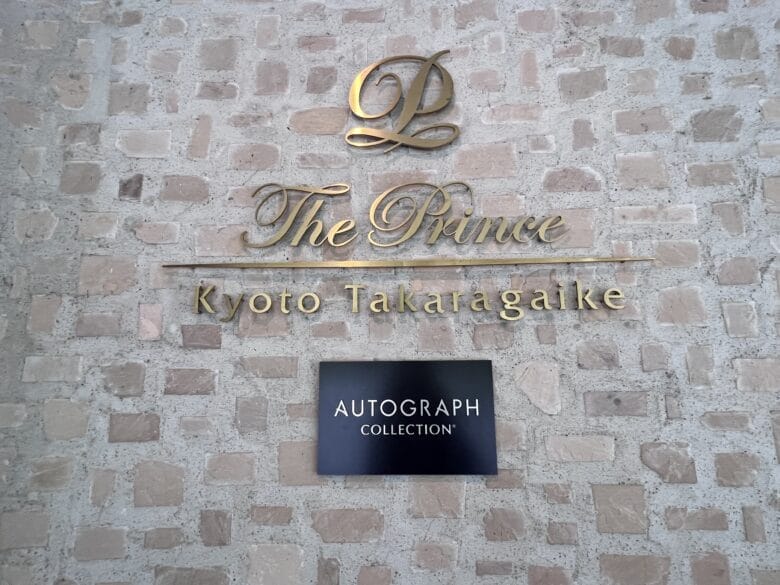 P
The Prince
Kyoto Takaragaike
AUTOGRAPH
COLLECTION®